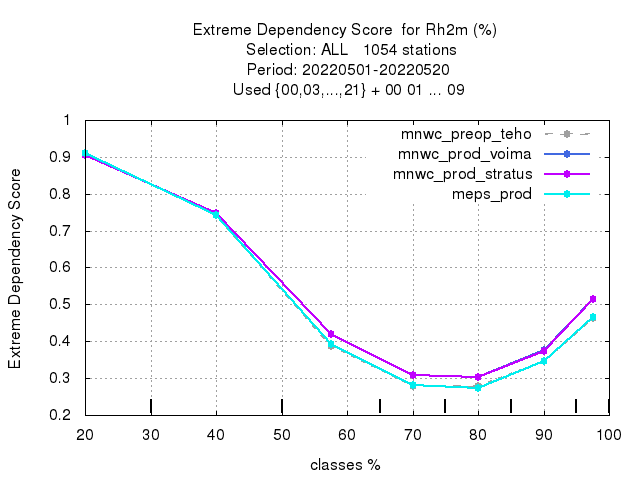 Extreme Dependency Score  for Rh2m (%)
Selection: ALL   1054 stations
Period: 20220501-20220520
Used {00,03,...,21} + 00 01 ... 09
mnwc_preop_teho
mnwc_prod_voima
mnwc_prod_stratus
meps_prod
Extreme Dependency Score
1
0.9
0.8
0.7
0.6
0.5
0.4
0.3
0.2
20 30 40 50 60 70 80 90 100
classes %